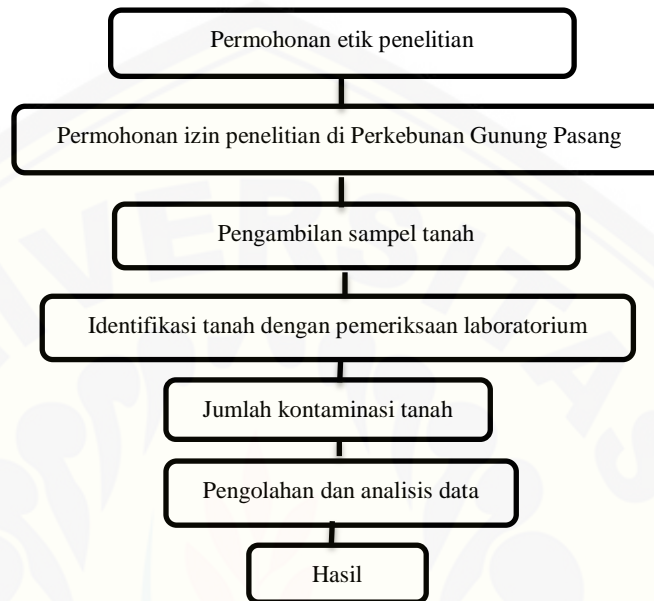 Permohonan etik penelitian
Permohonan izin penelitian di Perkebunan Gunung Pasang
Pengambilan sampel tanah
Identifikasi tanah dengan pemeriksaan laboratorium
Jumlah kontaminasi tanah
Pengolahan dan analisis data
Hasil